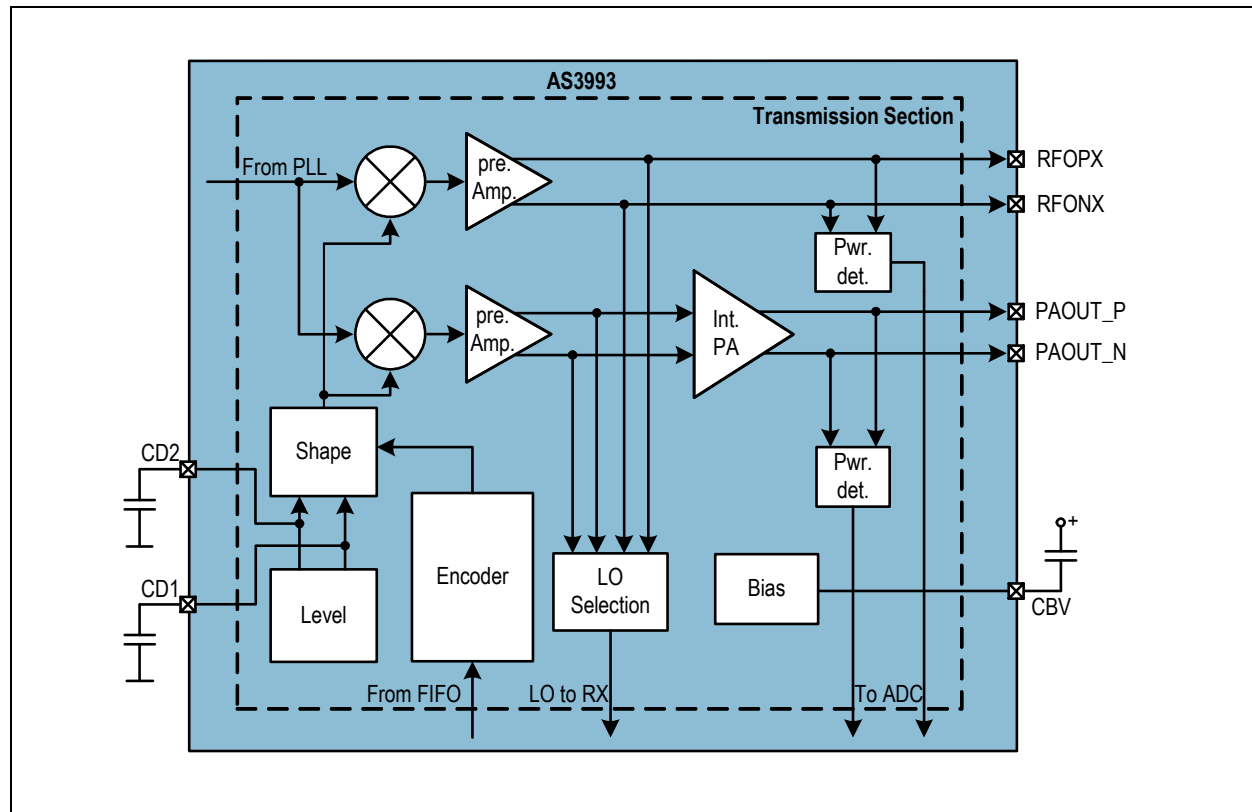 AS3993
Transmission Section
From PLL
pre.
Amp.
RFOPX
RFONX
Pwr.
det.
pre.
Amp.
Int.
PA
PAOUT_P
PAOUT_N
Shape
CD2
Pwr.
det.
Encoder
LO
Selection
Bias
+
CBV
CD1
Level
From FIFO
LO to RX
To ADC